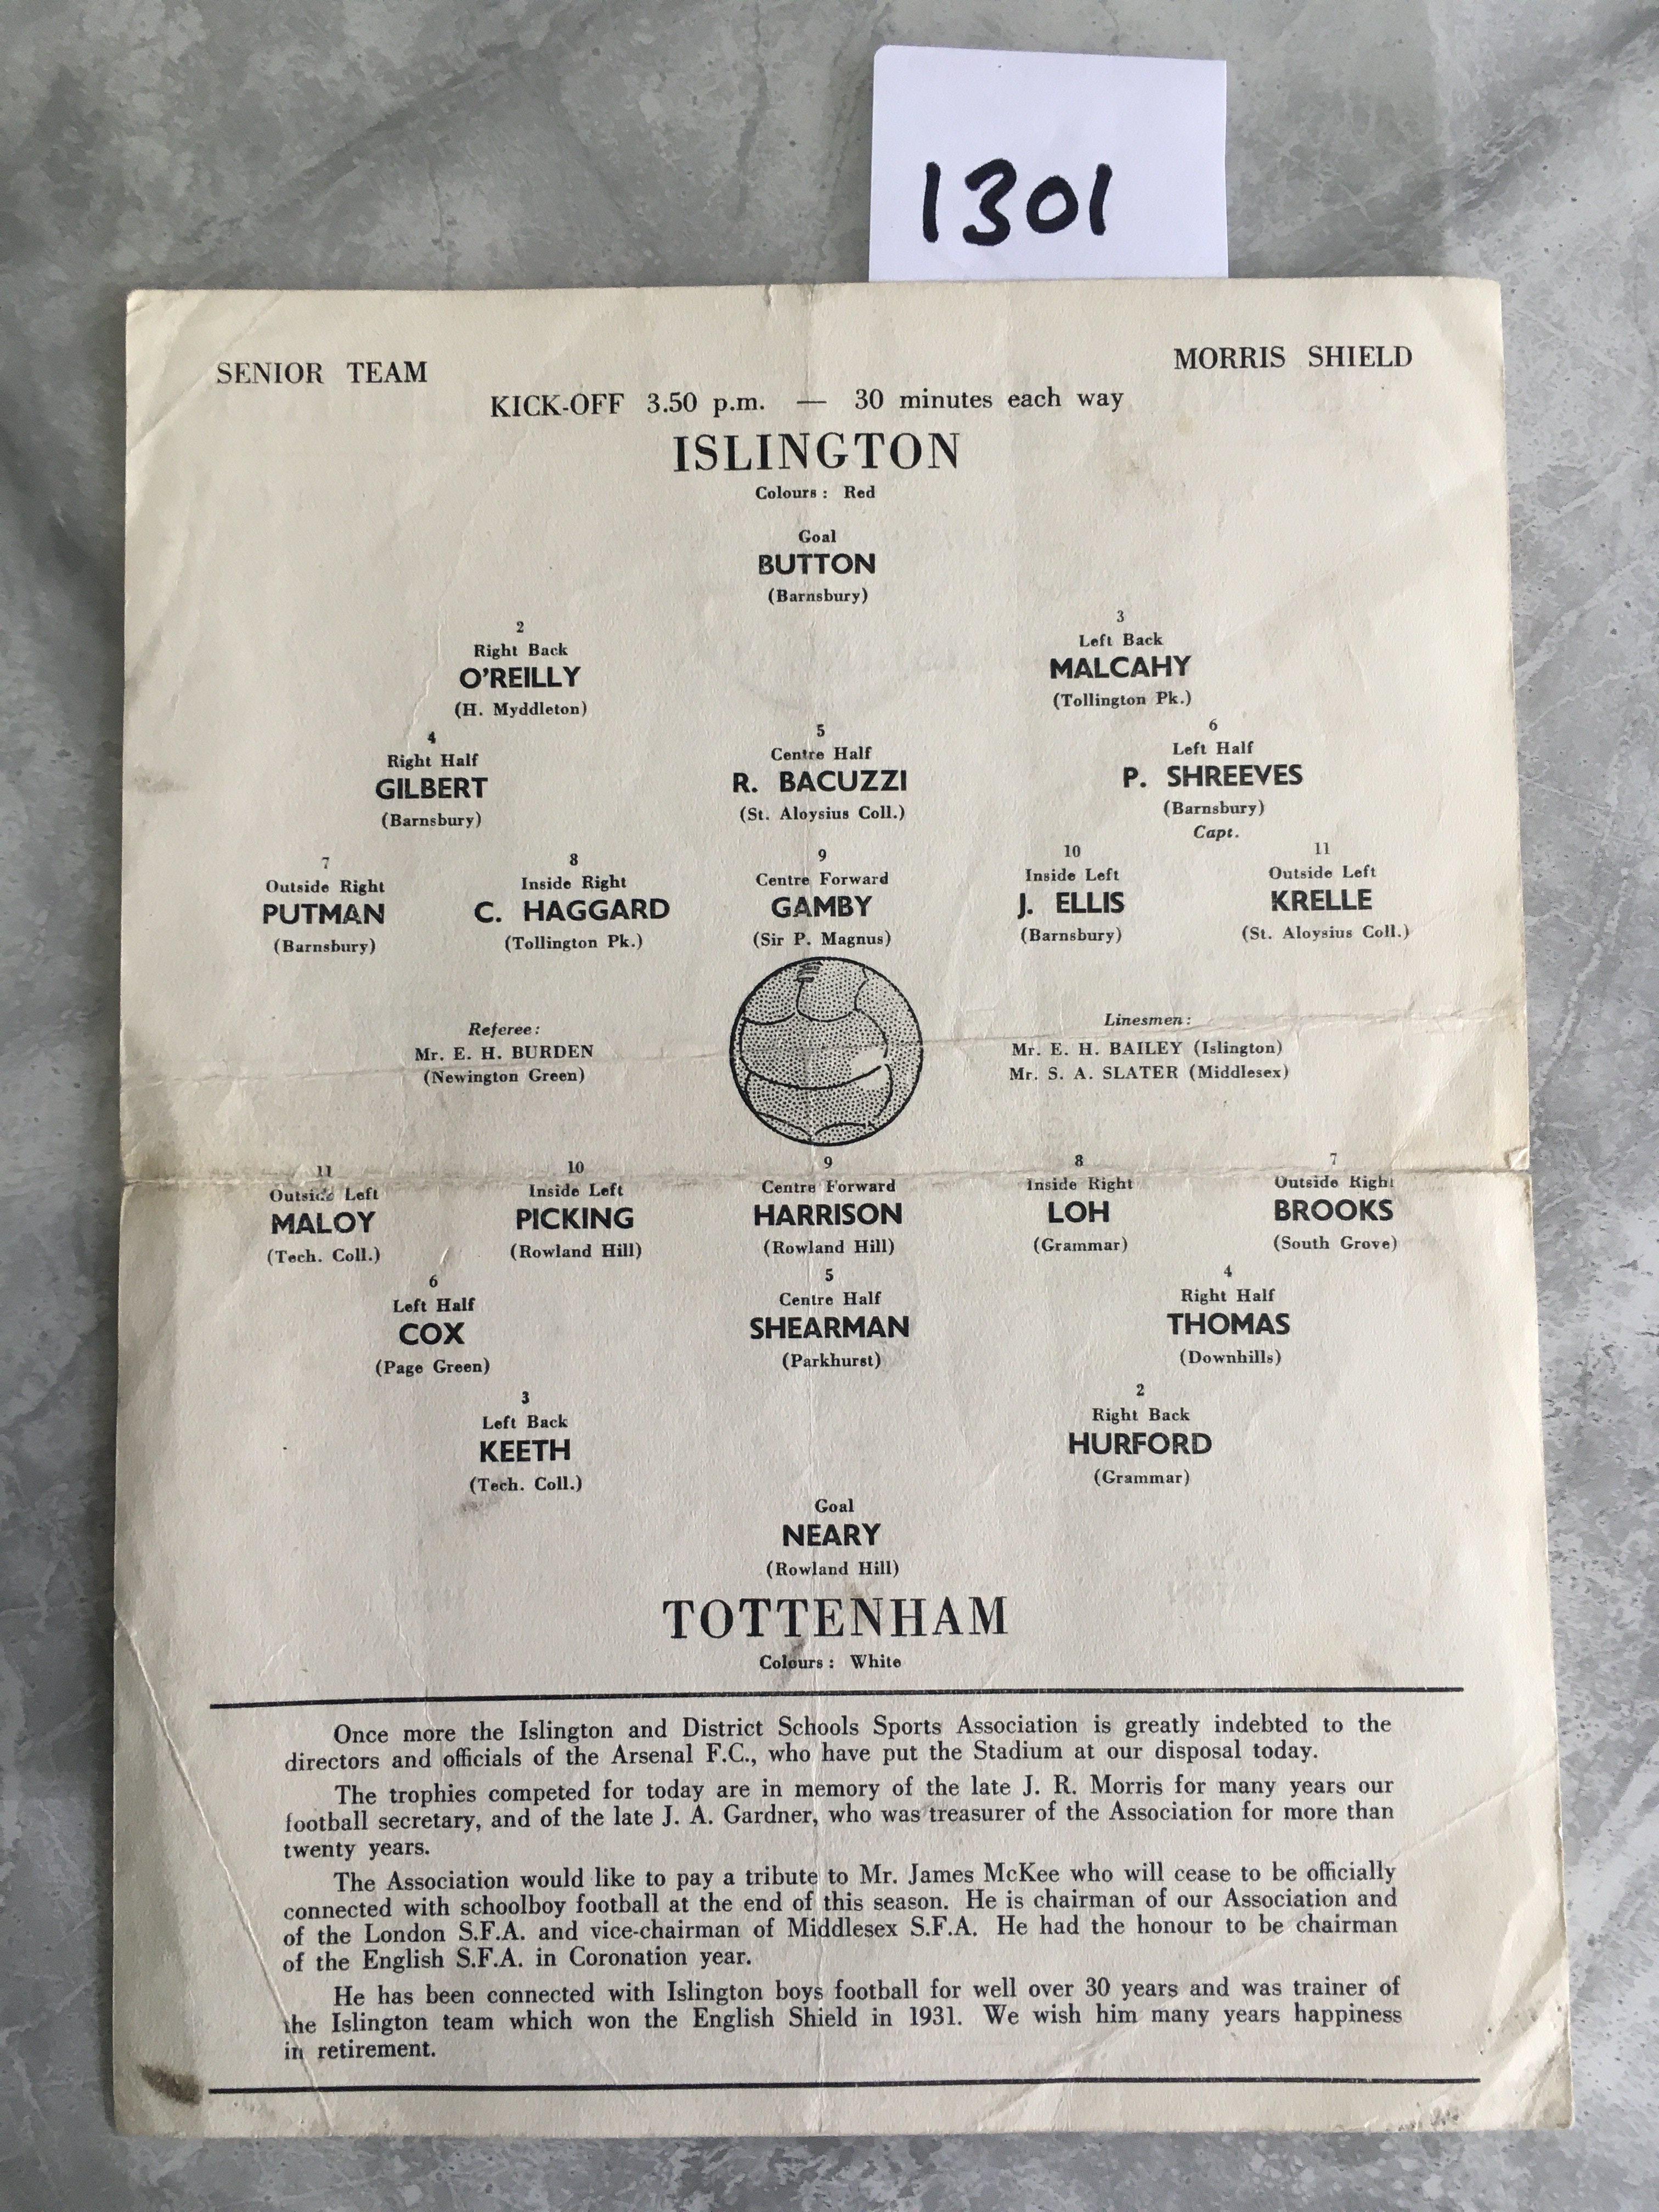 1301
SENIOR TEAM
MORRIS SHIELD
KICK-OFF 3.50 p.m. — 30 minutes each way
ISLINGTON
Colours : Red
Goal
BUTTON
(Barnsbury)
2
Right Back
O'REILLY
(H. Myddleton)
3
Left Back
MALCAHY
(Tollington Pk.)
4
Right Half
GILBERT
(Barnsbury)
5
Centre Half
R. BACUZZI
(St. Aloysius Coll.)
6
Left Half
P. SHREEVES
(Barnsbury)
Capt.
7
Outside Right
PUTMAN
(Barnsbury)
8
Inside Right
C. HAGGARD
(Tollington Pk.)
9
Centre Forward
GAMBY
(Sir P. Magnus)
10
Inside Left
J. ELLIS
(Barnsbury)
11
Outside Left
KRELLE
(St. Aloysius Coll.)
Referee :
Mr. E. H. BURDEN
(Newington Green)
Linesmen :
Mr. E. H. BAILEY (Islington)
Mr. S. A. SLATER (Middlesex)
11
Outside Left
MALOY
(Tech. Coll.)
10
Inside Left
PICKING
(Rowland Hill)
9
Centre Forward
HARRISON
(Rowland Hill)
8
Inside Right
LOH
(Grammar)
7
Outside Right
BROOKS
(South Grove)
6
Left Half
COX
(Page Green)
5
Centre Half
SHEARMAN
(Parkhurst)
4
Right Half
THOMAS
(Downhills)
3
Left Back
KEETH
(Tech. Coll.)
2
Right Back
HURFORD
(Grammar)
Goal
NEARY
(Rowland Hill)
TOTTENHAM
Colours : White
Once more the Islington and District Schools Sports Association is greatly indebted to the
directors and officials of the Arsenal F.C., who have put the Stadium at our disposal today.
The trophies competed for today are in memory of the late J. R. Morris for many years our
football secretary, and of the late J. A. Gardner, who was treasurer of the Association for more than
twenty years.
The Association would like to pay a tribute to Mr. James McKee who will cease to be officially
connected with schoolboy football at the end of this season. He is chairman of our Association and
of the London S.F.A. and vice-chairman of Middlesex S.F.A. He had the honour to be chairman
of the English S.F.A. in Coronation year.
He has been connected with Islington boys football for well over 30 years and was trainer of
the Islington team which won the English Shield in 1931. We wish him many years happiness
in retirement.